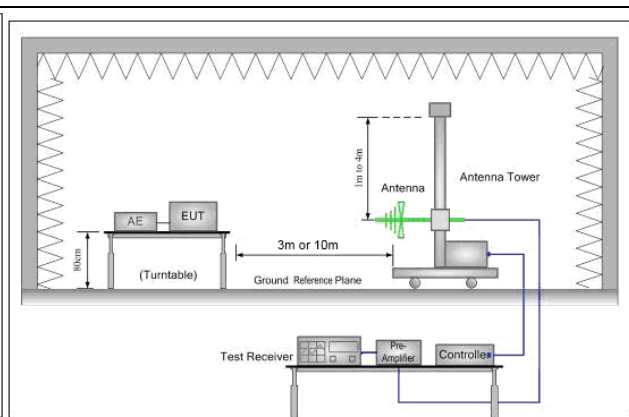 1m to 4m
Antenna
Antenna Tower
AE
EUT
80cm
(Turntable)
3m or 10m
Ground Reference Plane
Test Receiver
Pre-
Amplifier
Controller